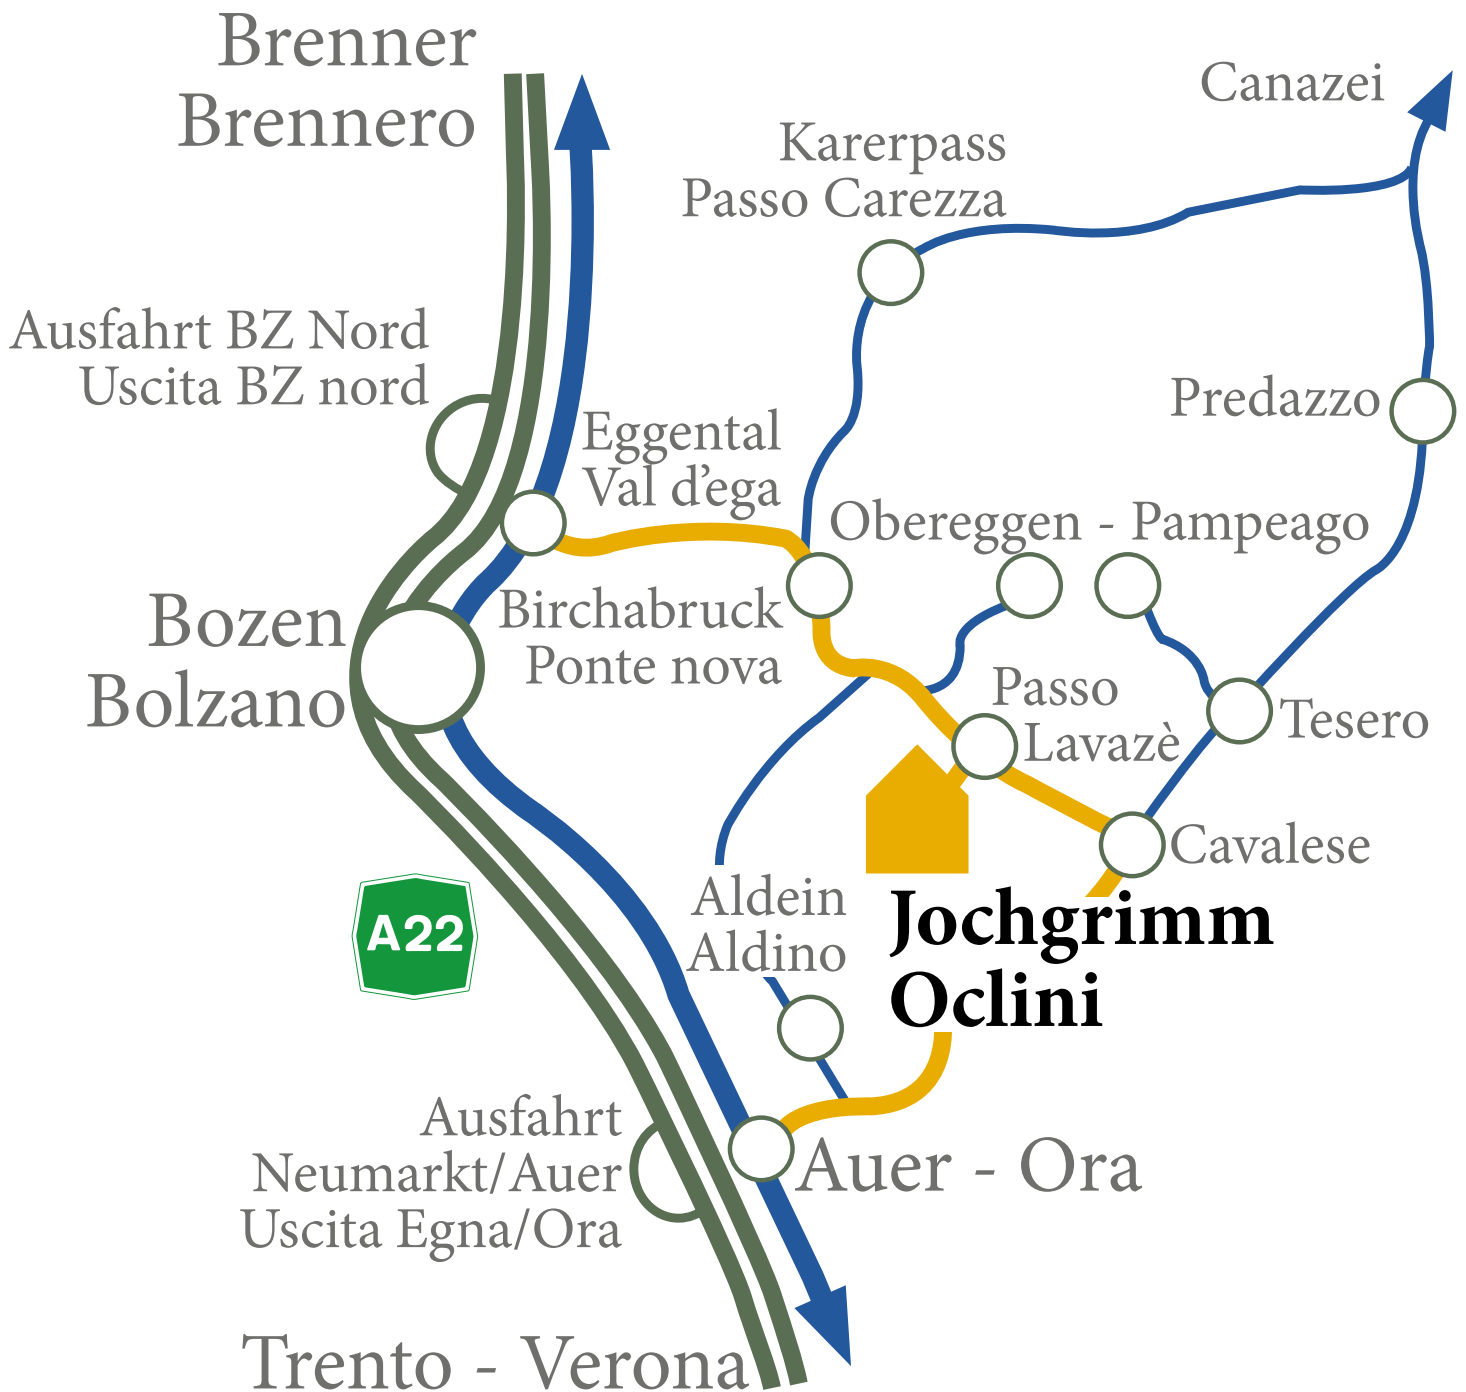 Brenner
Brennero
Canazei
Karerpass
Passo Carezza
Ausfahrt BZ Nord
Uscita BZ nord
Predazzo
Eggental
Val d’ega
Obereggen - Pampeago
Birchabruck
Ponte nova
Bozen
Bolzano
Passo
Lavazè
Tesero
Cavalese
Aldein
Aldino
Jochgrimm
Oclini
A22
Ausfahrt
Neumarkt/Auer
Uscita Egna/Ora
Auer - Ora
Trento - Verona